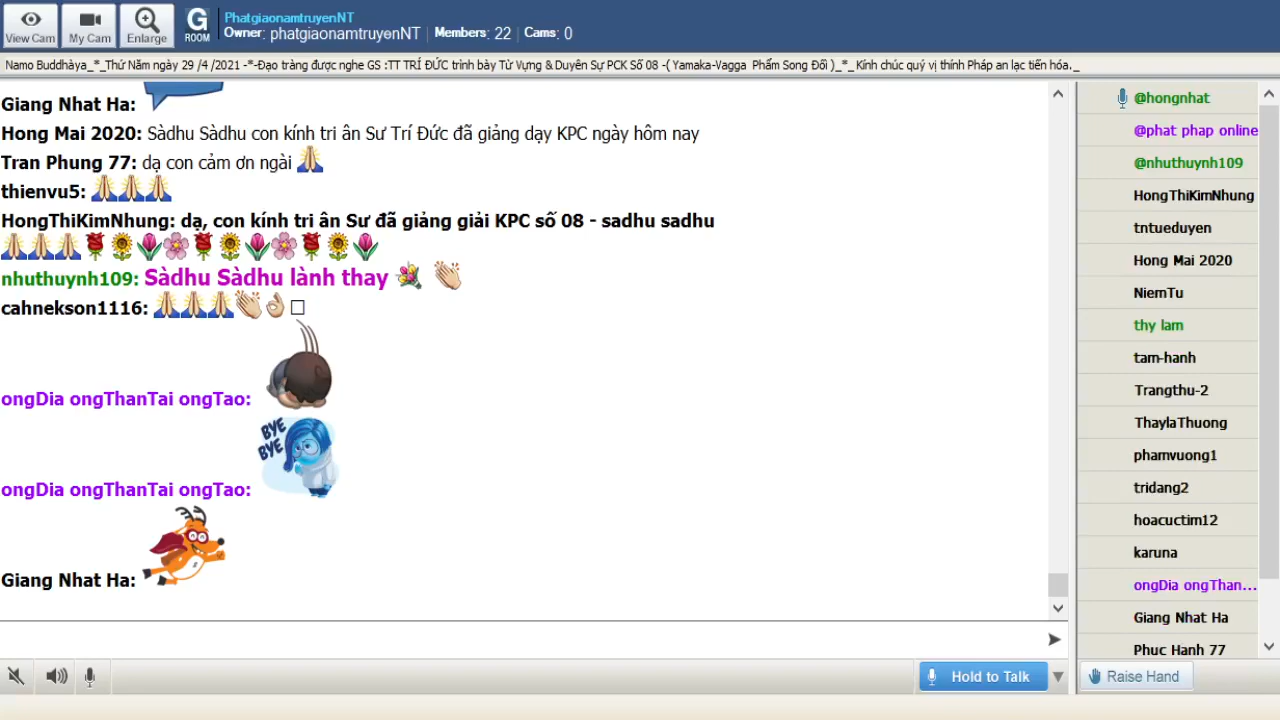 View Cam
My Cam
Enlarge
G
ROOM
PhatgiaonamtruyenNT
Owner: phatgiaonamtruyenNT | Members: 22 | Cams: 0
Namo Buddhàya_*_Thứ Năm ngày 29 /4 /2021 -*-Đạo tràng được nghe GS :TT TRÍ ĐỨC trình bày Từ Vựng & Duyên Sự PCK Số 08 -( Yamaka-Vagga Phẩm Song Đối )_*_ Kính chúc quý vị thính Pháp an lạc tiến hóa._
Giang Nhat Ha:
Hong Mai 2020: Sàdhu Sàdhu con kính tri ân Sư Trí Đức đã giảng dạy KPC ngày hôm nay
Tran Phung 77: dạ con cảm ơn ngài 🙏
thienvu5: 🙏🙏🙏
HongThiKimNhung: dạ, con kính tri ân Sư đã giảng giải KPC số 08 - sadhu sadhu
🙏🙏🙏🌹🌻🌷🌸🌹🌻🌷🌸🌹🌻🌷
nhuthuynh109: Sàdhu Sàdhu lành thay 💐 👏
cahnekson1116: 🙏🙏🙏👏👌□
ongDia ongThanTai ongTao:
BYE
BYE
ongDia ongThanTai ongTao:
Giang Nhat Ha:
@hongnhat
@phat phap online
@nhuthuynh109
HongThiKimNhung
tntueduyen
Hong Mai 2020
NiemTu
thy lam
tam-hanh
Trangthu-2
ThaylaThuong
phamvuong1
tridang2
hoacuctim12
karuna
ongDia ongThan...
Giang Nhat Ha
Phuc Hanh 77
Hold to Talk
Raise Hand